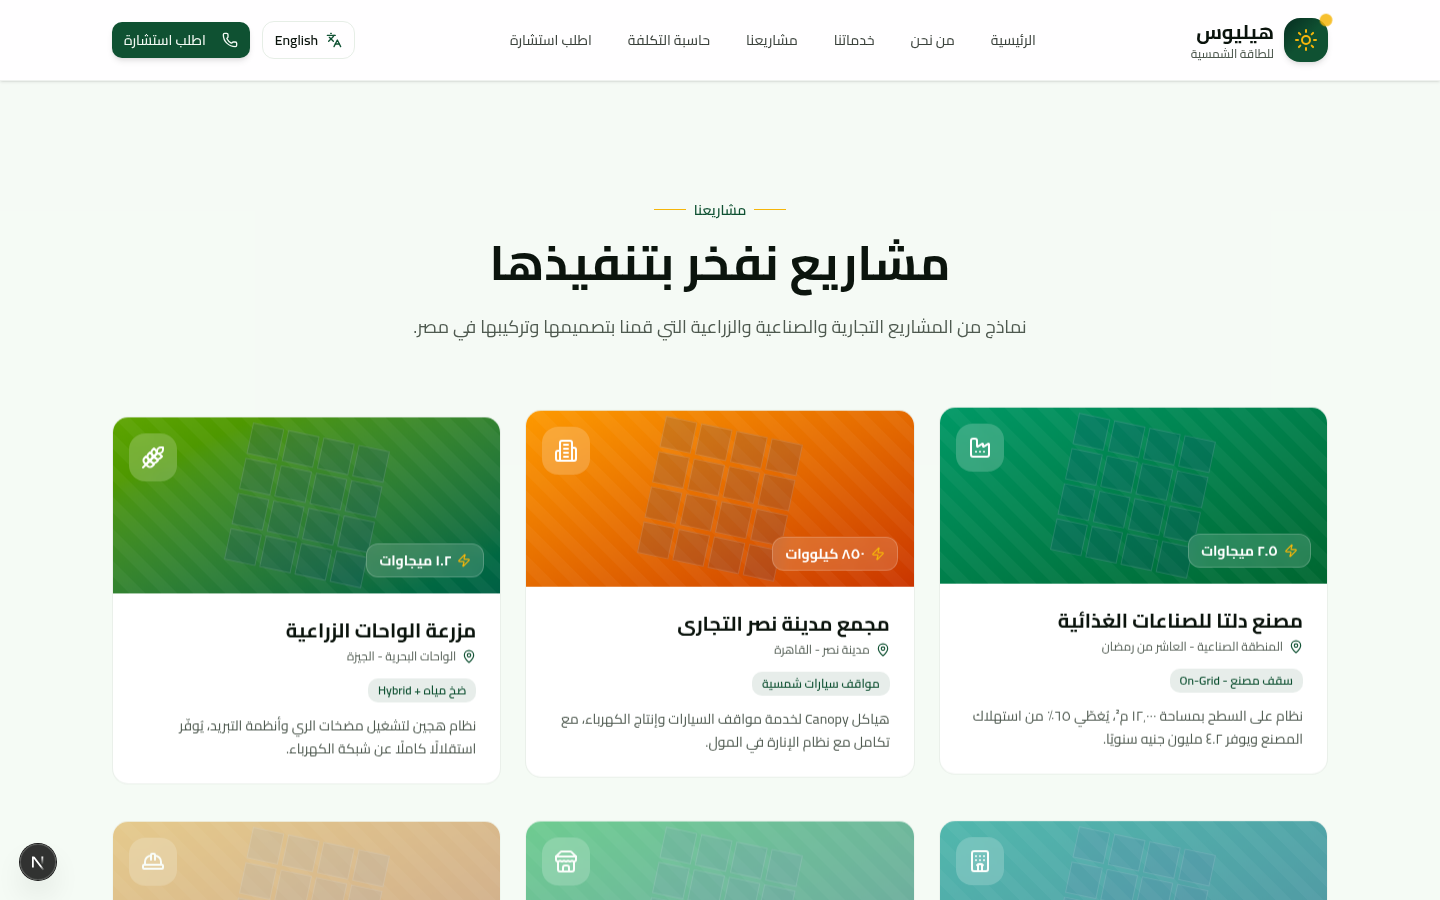 هيليوس
للطاقة الشمسية
الرئيسية
من نحن
خدماتنا
مشاريعنا
حاسبة التكلفة
اطلب استشارة
English
اطلب استشارة
مشاريعنا
مشاريع نفخر بتنفيذها
نماذج من المشاريع التجارية والصناعية والزراعية التي قمنا بتصميمها وتركيبها في مصر.
٢.٥ ميجاوات
مصنع دلتا للصناعات الغذائية
المنطقة الصناعية - العاشر من رمضان
سقف مصنع - On-Grid
نظام على السطح بمساحة ١٢,٠٠٠ م²، يَغطّي ٦٥٪ من استهلاك
المصنع ويوفر ٤.٢ مليون جنيه سنويًا.
٨٥٠ كيلووات
مجمع مدينة نصر التجارى
مدينة نصر - القاهرة
مواقف سيارات شمسية
هياكل Canopy لخدمة مواقف السيارات وإنتاج الكهرباء، مع
تكامل مع نظام الإنارة في المول.
١.٢ ميجاوات
مزرعة الواحات الزراعية
الواحات البحرية - الجيزة
ضخ مياه + Hybrid
نظام هجين لتشغيل مضخات الري وأنظمة التبريد، يَوفّر
استقلالًا كاملًا عن شبكة الكهرباء.
N